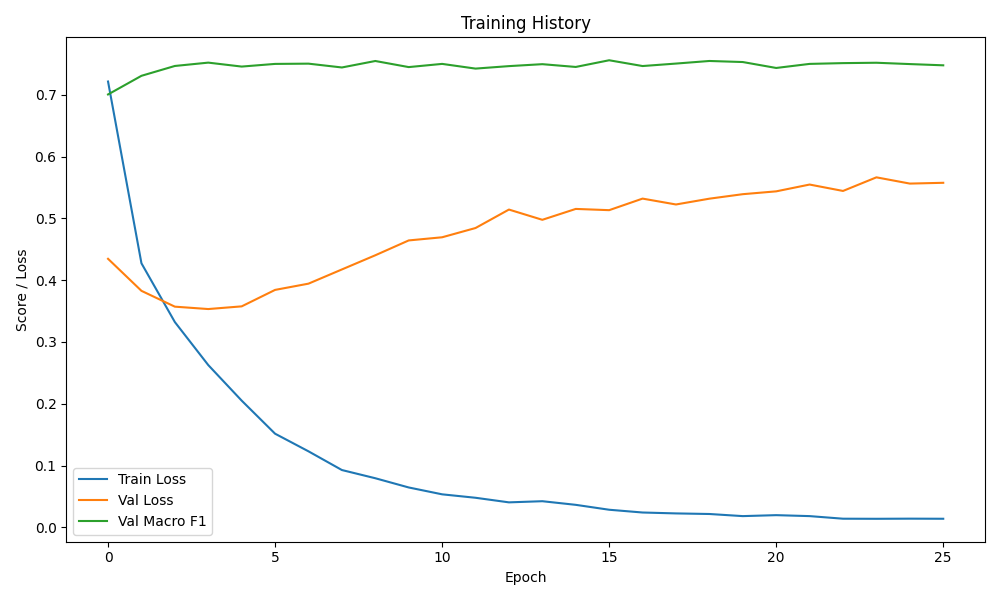 Training History
Score / Loss
0.7
0.6
0.5
0.4
0.3
0.2
0.1
0.0
Train Loss
Val Loss
Val Macro F1
0 5 10 15 20 25
Epoch